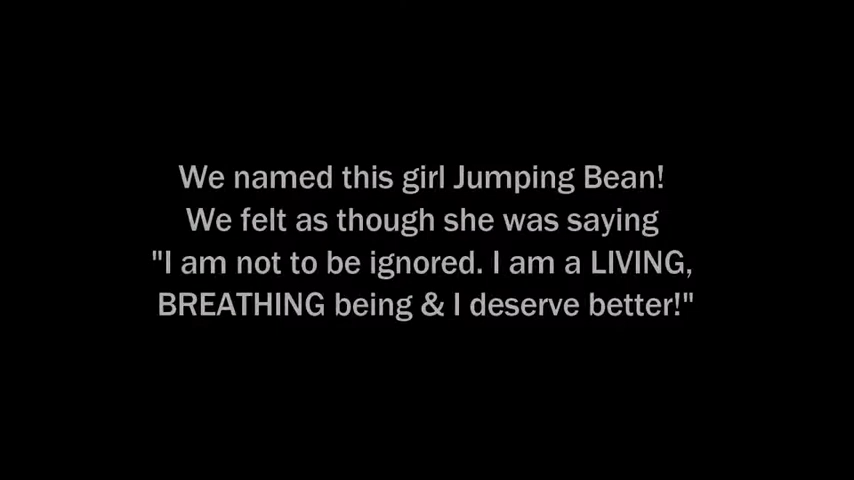 We named this girl Jumping Bean!
We felt as though she was saying
"I am not to be ignored. I am a LIVING,
BREATHING being & I deserve better!"